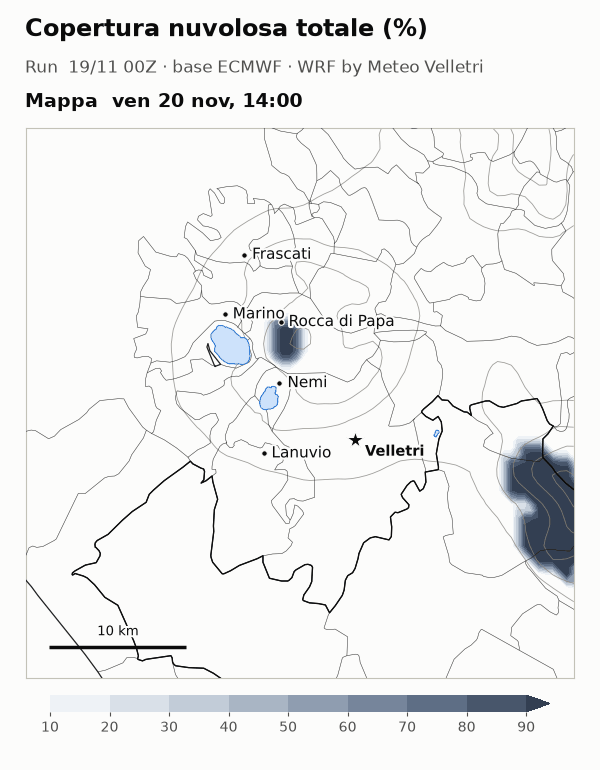 Copertura nuvolosa totale (%)
Run  19/11 00Z · base ECMWF · WRF by Meteo Velletri
Mappa  ven 20 nov, 14:00
Frascati
Marino
Rocca di Papa
Nemi
Velletri
Lanuvio
10 km
10 20 30 40 50 60 70 80 90